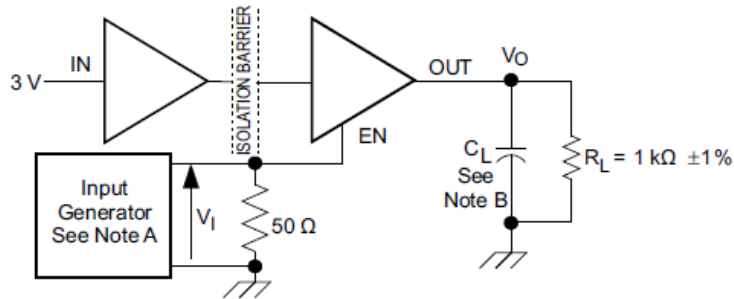 IN
3 V
ISOLATION BARRIER
OUT
VO
EN
Input
Generator
See Note A
VI
50 Ω
CL
See
Note B
RL = 1 kΩ ±1%